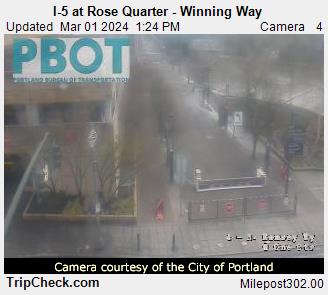 I-5 at Rose Quarter - Winning Way
Updated Mar 01 2024 1:24 PM Camera 4
PBOT
PORTLAND BUREAU OF TRANSPORTATION
Camera courtesy of the City of Portland
TripCheck.com Milepost302.00